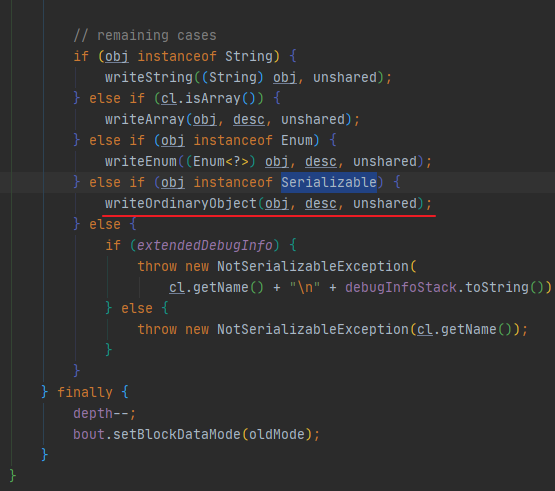 // remaining cases
if (obj instanceof String) {
writeString((String) obj, unshared);
} else if (cl.isArray()) {
writeArray(obj, desc, unshared);
} else if (obj instanceof Enum) {
writeEnum((Enum<?>) obj, desc, unshared);
} else if (obj instanceof Serializable) {
writeOrdinaryObject(obj, desc, unshared);
} else {
if (extendedDebugInfo) {
throw new NotSerializableException(
cl.getName() + "\n" + debugInfoStack.toString())
} else {
throw new NotSerializableException(cl.getName());
}
}
} finally {
depth--;
bout.setBlockDataMode(oldMode);
}
}